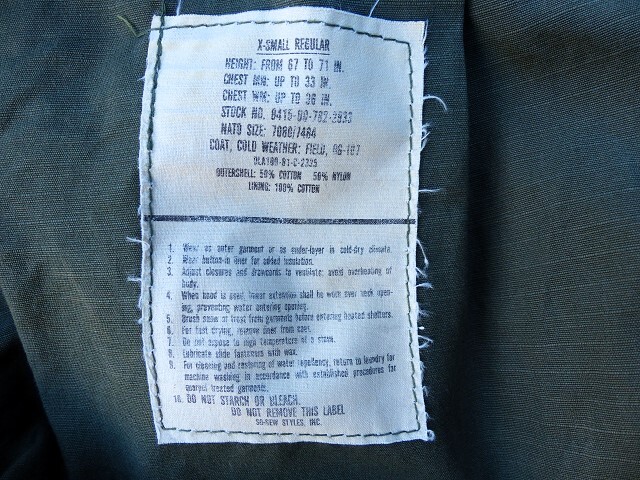 X-SMALL REGULAR
HEIGHT: FROM 67 TO 71 IN.
CHEST MN: UP TO 33 IN.
CHEST WM: UP TO 36 IN.
STOCK NO. 8415-00-782-2933
NATO SIZE: 7080/7484
COAT, COLD WEATHER: FIELD, OG-107
DLA100-81-C-2325
OUTERSHELL: 50% COTTON 50% NYLON
LINING: 100% COTTON
1. Wear as outer garment or as under-layer in cold-dry climate.
2. Wear button-in liner for added insulation.
3. Adjust closures and drawcords to ventilate; avoid overheating of
body.
4. When hood is used, lower extension shall be worn over neck open-
ing, preventing water entering opening.
5. Brush snow or frost from garments before entering heated shelters.
6. For fast drying, remove liner from coat.
7. Do not expose to high temperature of a stove.
8. Lubricate slide fasteners with wax.
9. For cleaning and restoring of water repellency, return to laundry for
machine washing in accordance with established procedures for
quarpel treated garments.
10. DO NOT STARCH OR BLEACH.
DO NOT REMOVE THIS LABEL
SO-SEW STYLES, INC.